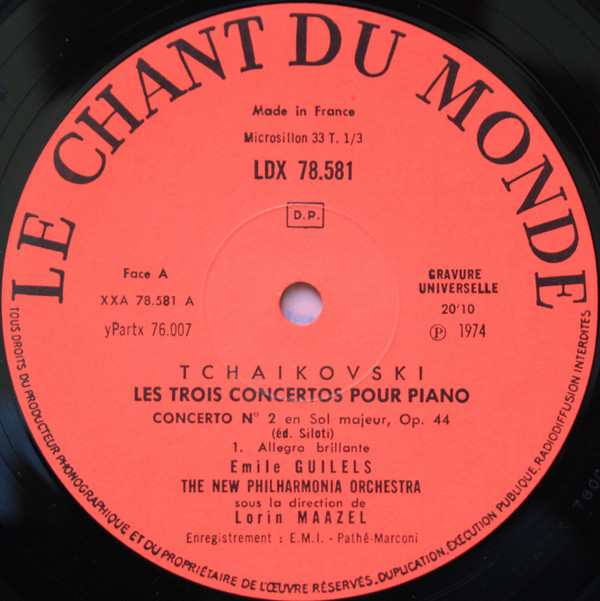 LE CHANT DU MONDE
Made in France
Microsillon 33 T. 1/3
LDX 78.581
D.P.
Face A
XXA 78.581 A
yPartx 76.007
GRAVURE
UNIVERSELLE
20'10
Ⓟ 1974
TCHAIKOVSKI
LES TROIS CONCERTOS POUR PIANO
CONCERTO N° 2 en Sol majeur, Op. 44
(éd. Siloti)
1. Allegro brillante
Emile GUILELS
THE NEW PHILHARMONIA ORCHESTRA
sous la direction de
Lorin MAAZEL
Enregistrement : E.M.I. - Pathé-Marconi
TOUS DROITS DU PRODUCTEUR PHONOGRAPHIQUE ET DU PROPRIÉTAIRE DE L'ŒUVRE RÉSERVÉS. DUPLICATION, EXÉCUTION PUBLIQUE, RADIODIFFUSION INTERDITES